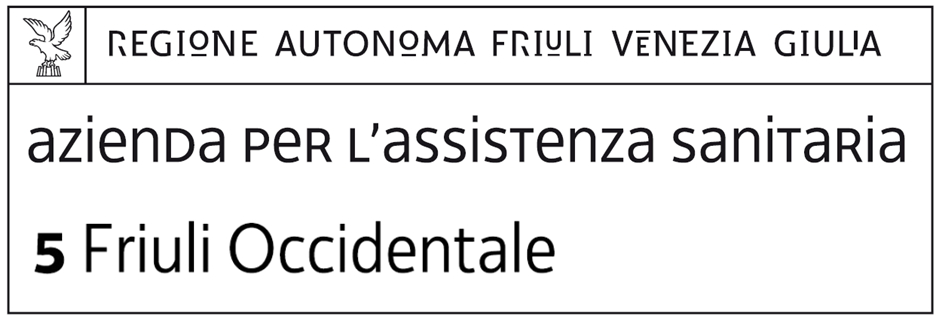 REGIONE AUTONOMA FRIULI VENEZIA GIULIA
azienda per l'assistenza sanitaria
5 Friuli Occidentale